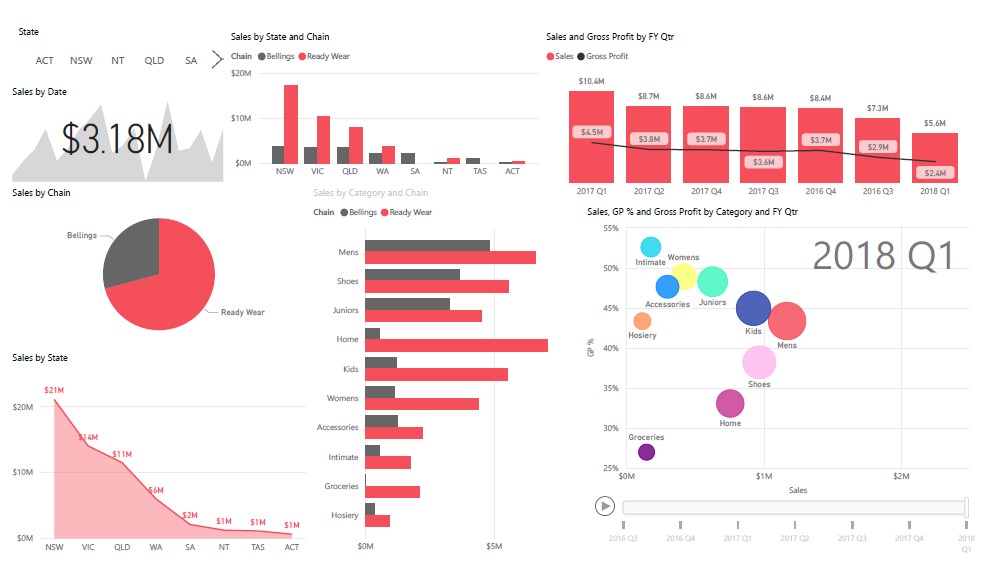 State
ACT NSW NT QLD SA
Sales by Date
$3.18M
Sales by Chain
Bellings
Ready Wear
Sales by State
$21M
$14M
$11M
$6M
$2M
$1M
$1M
$1M
$20M
$10M
$0M
NSW VIC QLD WA SA NT TAS ACT
Sales by State and Chain
Chain Bellings Ready Wear
$20M
$10M
$0M
NSW VIC QLD WA SA NT TAS ACT
Sales by Category and Chain
Chain Bellings Ready Wear
Mens
Shoes
Juniors
Home
Kids
Womens
Accessories
Intimate
Groceries
Hosiery
$0M $5M
Sales and Gross Profit by FY Qtr
Sales Gross Profit
$10.4M $8.7M $8.6M $8.6M $8.4M $7.3M $5.6M
$4.5M $3.8M $3.7M $3.6M $3.7M $2.9M $2.4M
2017 Q1 2017 Q2 2017 Q4 2017 Q3 2016 Q4 2016 Q3 2018 Q1
Sales, GP % and Gross Profit by Category and FY Qtr
2018 Q1
55%
50%
45%
40%
35%
30%
25%
GP %
Intimate
Womens
Accessories
Juniors
Hosiery
Kids
Mens
Shoes
Home
Groceries
$0M $1M $2M
Sales
2016 Q3 2016 Q4 2017 Q1 2017 Q2 2017 Q3 2017 Q4 2018
Q1